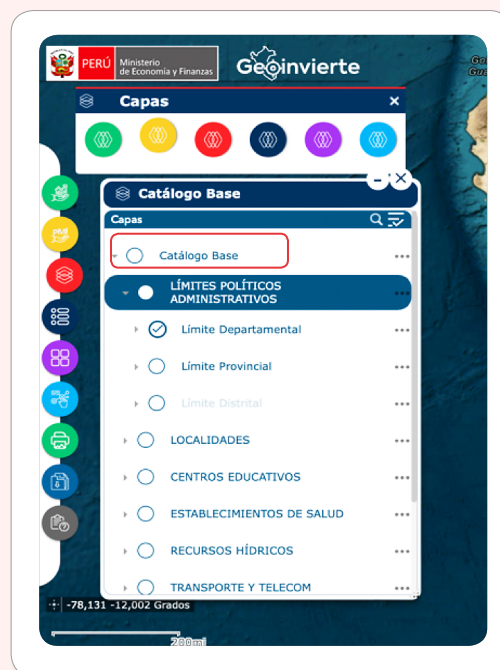 PERÚ
Ministerio
de Economía y Finanzas
Geoinvierte
Capas
PMI
Catálogo Base
Capas
Catálogo Base
LÍMITES POLÍTICOS
ADMINISTRATIVOS
Límite Departamental
Límite Provincial
Límite Distrital
LOCALIDADES
CENTROS EDUCATIVOS
ESTABLECIMIENTOS DE SALUD
RECURSOS HÍDRICOS
TRANSPORTE Y TELECOM
-78,131 -12,002 Grados
200mi